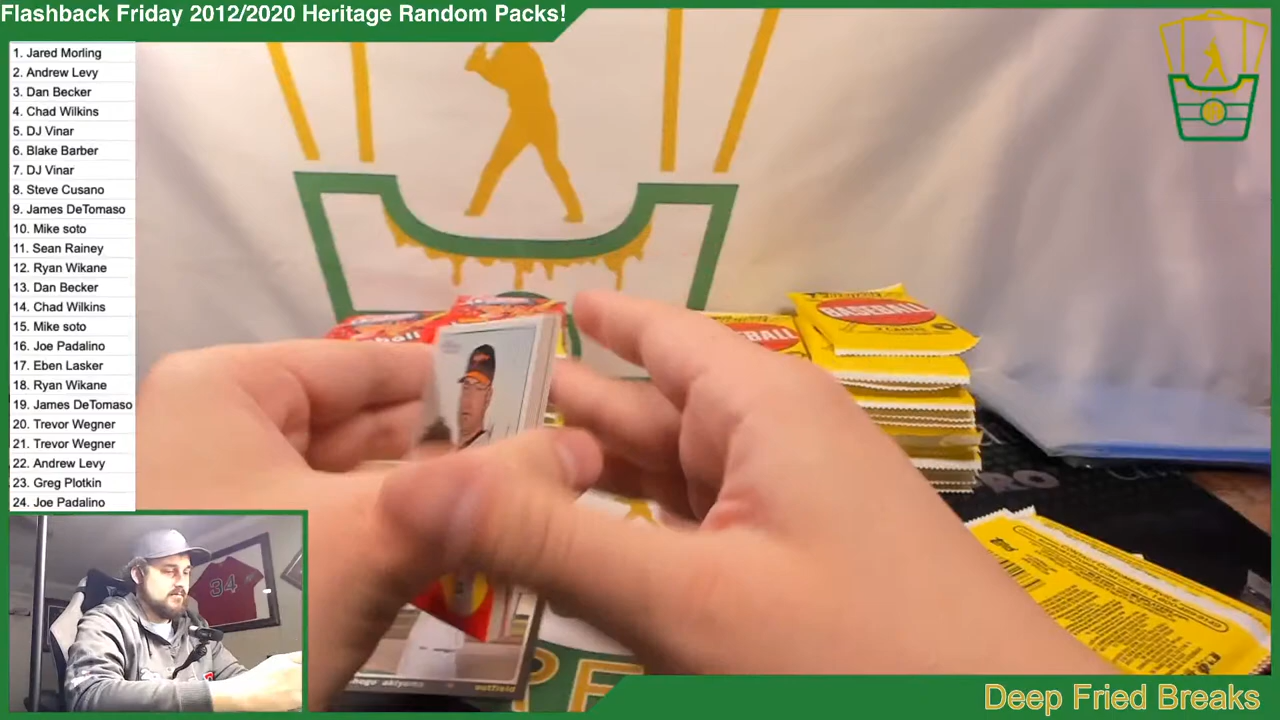 Flashback Friday 2012/2020 Heritage Random Packs!
1. Jared Morling
2. Andrew Levy
3. Dan Becker
4. Chad Wilkins
5. DJ Vinar
6. Blake Barber
7. DJ Vinar
8. Steve Cusano
9. James DeTomaso
10. Mike soto
11. Sean Rainey
12. Ryan Wikane
13. Dan Becker
14. Chad Wilkins
15. Mike soto
16. Joe Padalino
17. Eben Lasker
18. Ryan Wikane
19. James DeTomaso
20. Trevor Wegner
21. Trevor Wegner
22. Andrew Levy
23. Greg Plotkin
24. Joe Padalino
BASEBALL
34
shogo akiyama
outfield
Deep Fried Breaks